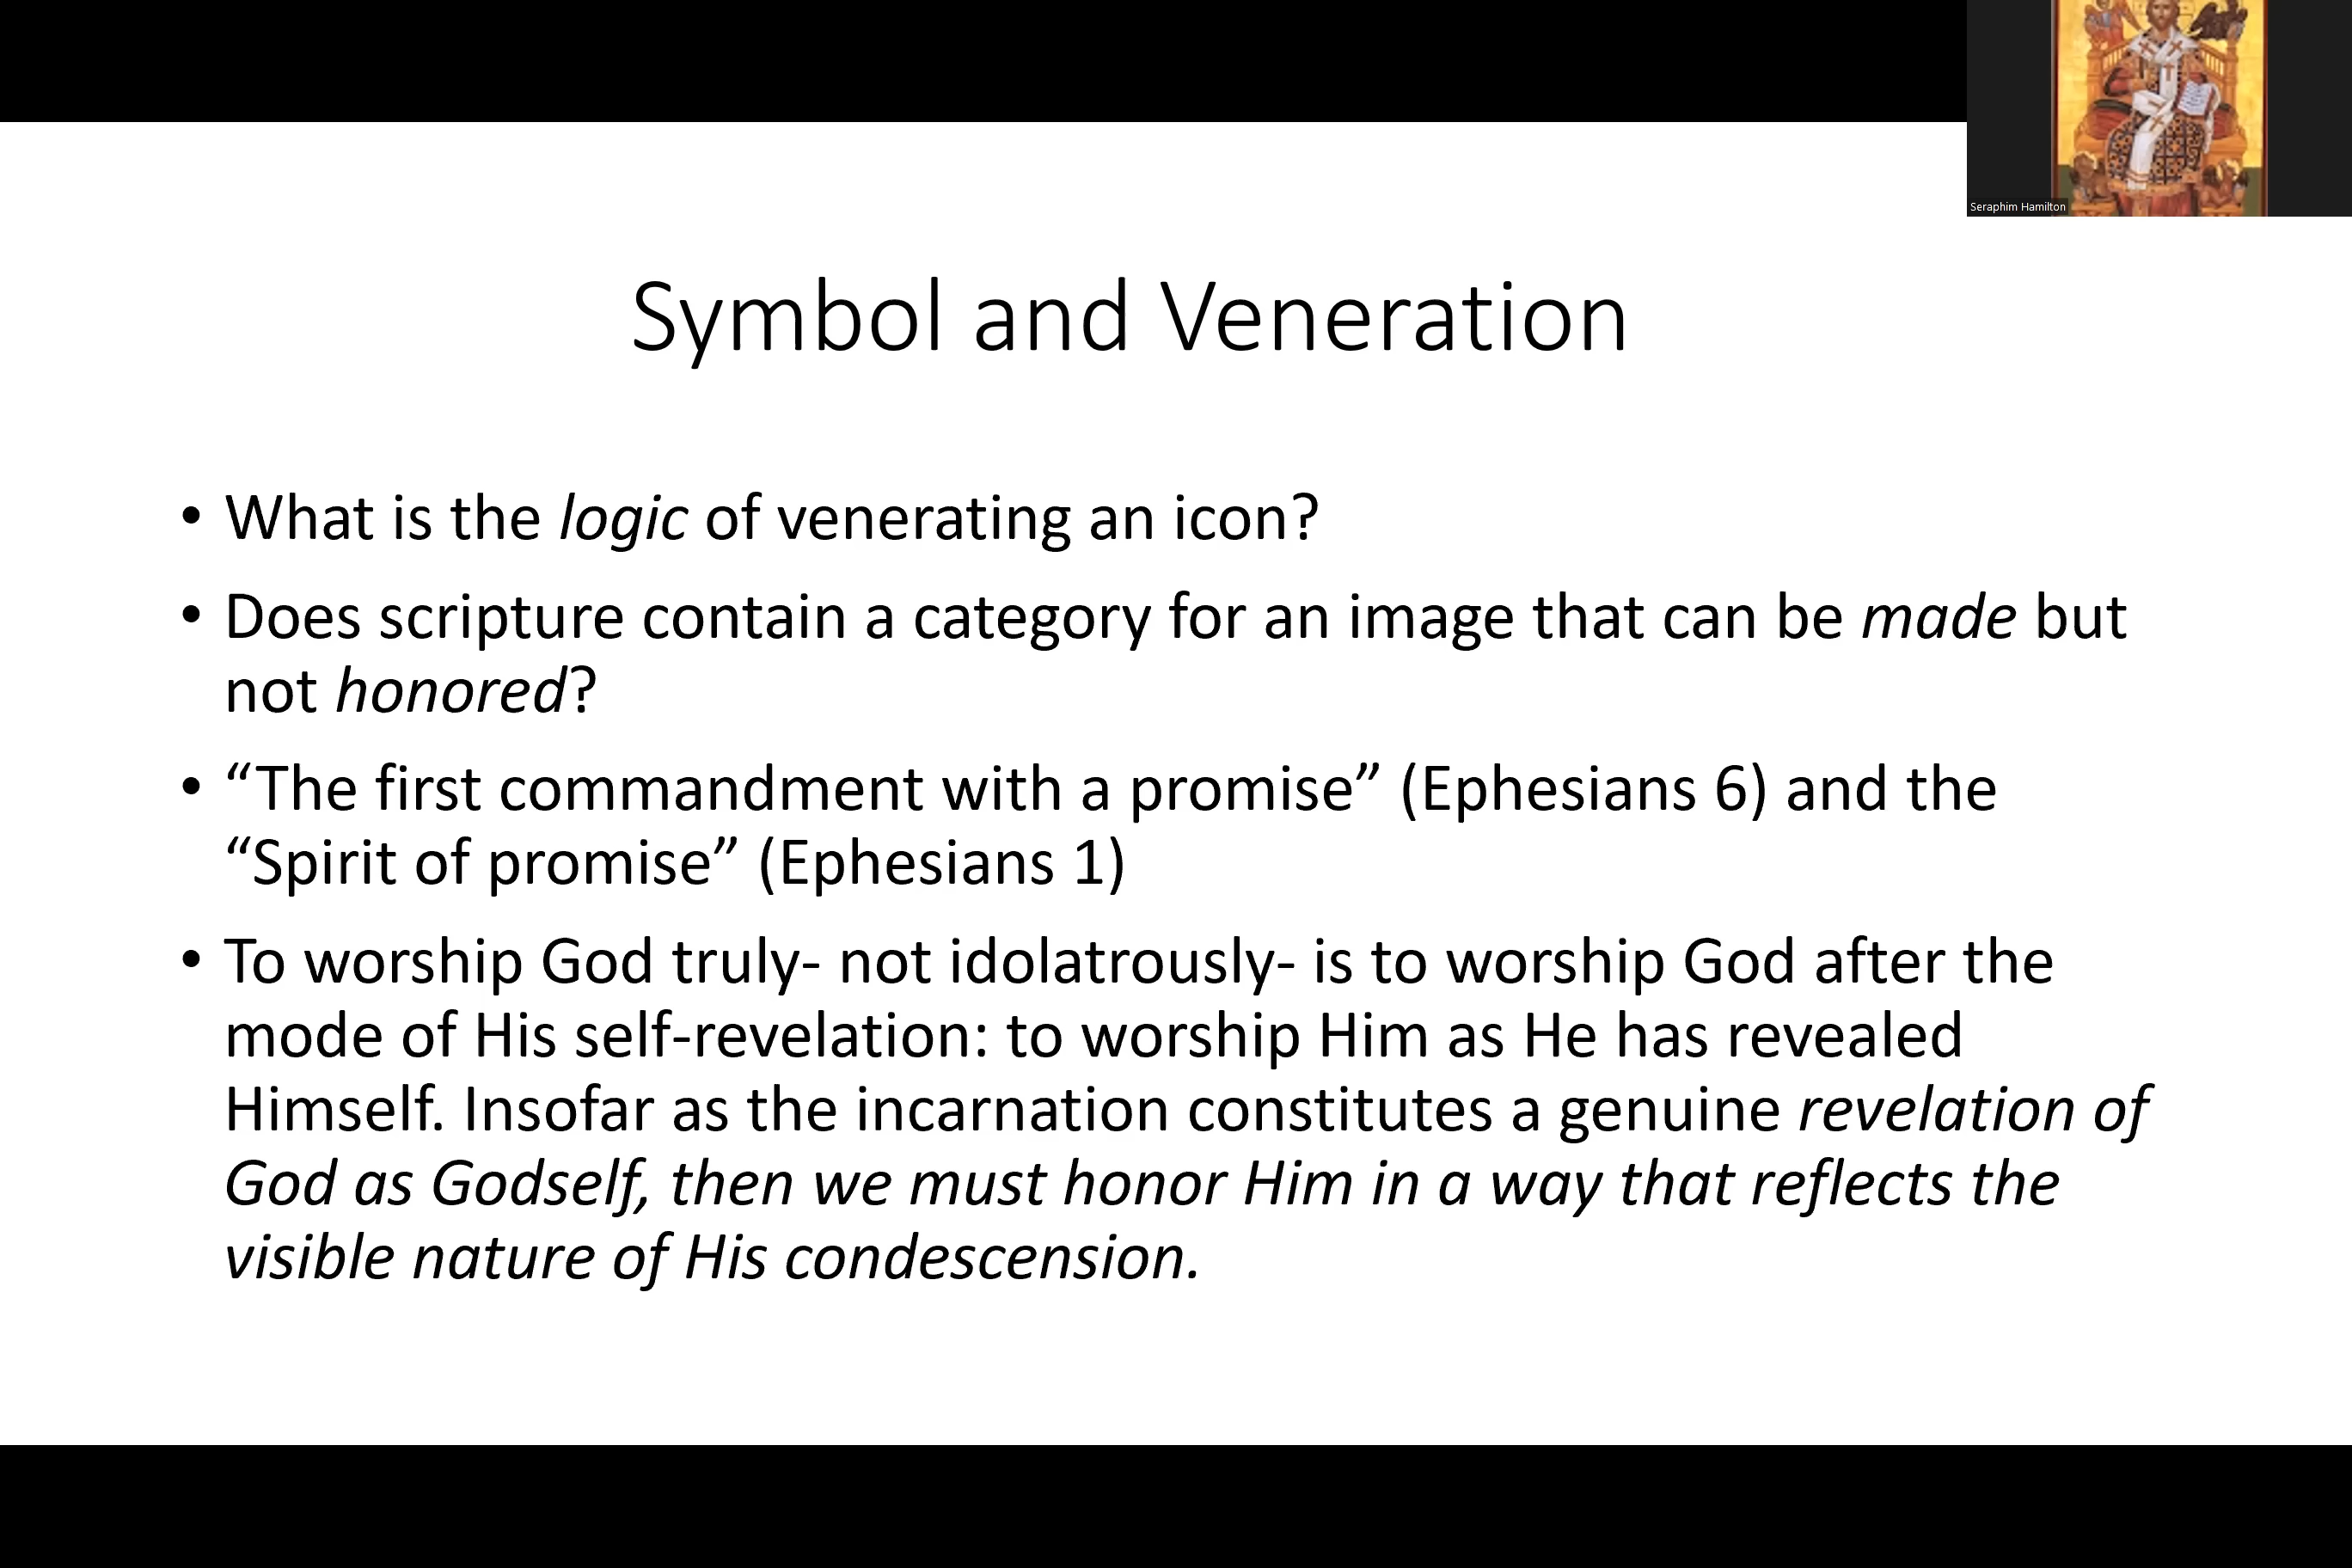 Seraphim Hamilton
Symbol and Veneration
• What is the logic of venerating an icon?
• Does scripture contain a category for an image that can be made but
not honored?
• “The first commandment with a promise” (Ephesians 6) and the
“Spirit of promise” (Ephesians 1)
• To worship God truly- not idolatrously- is to worship God after the
mode of His self-revelation: to worship Him as He has revealed
Himself. Insofar as the incarnation constitutes a genuine revelation of
God as Godself, then we must honor Him in a way that reflects the
visible nature of His condescension.